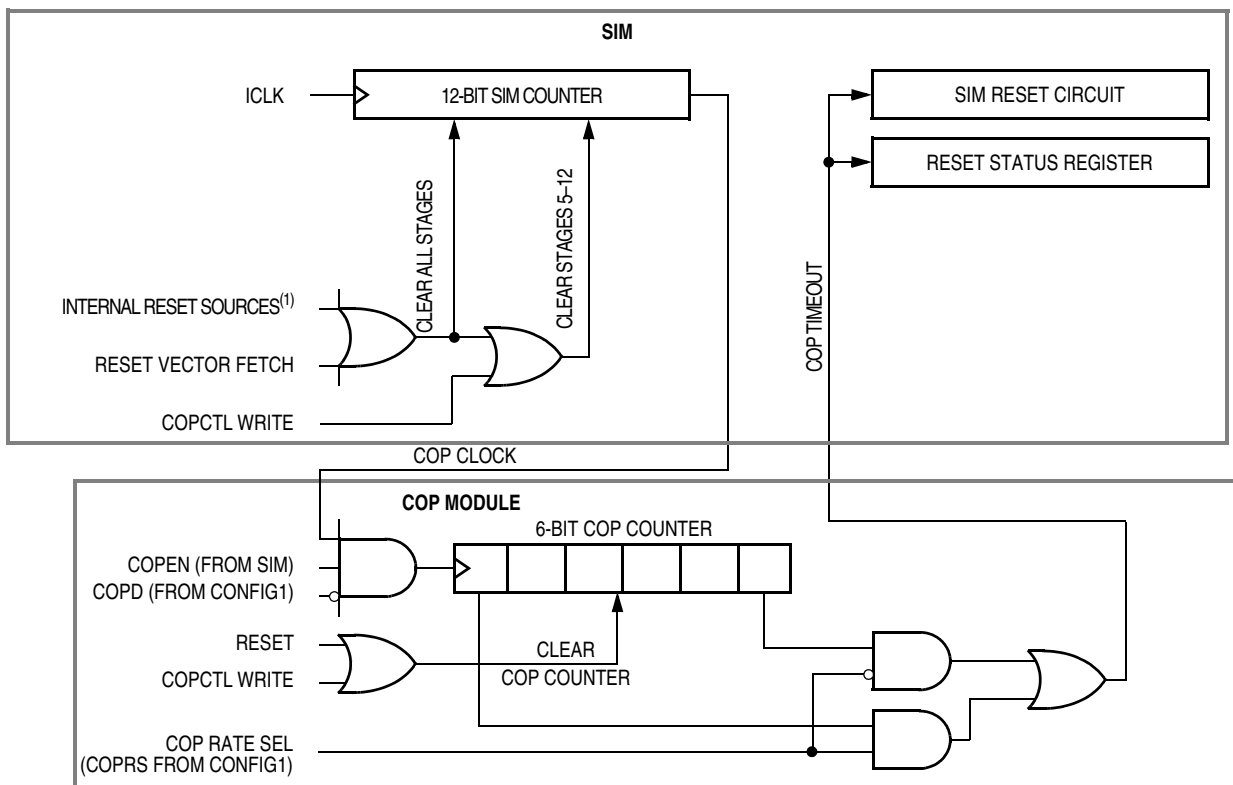 SIM
ICLK
12-BIT SIM COUNTER
SIM RESET CIRCUIT
RESET STATUS REGISTER
CLEAR ALL STAGES
CLEAR STAGES 5–12
COP TIMEOUT
INTERNAL RESET SOURCES(1)
RESET VECTOR FETCH
COPCTL WRITE
COP CLOCK
COP MODULE
6-BIT COP COUNTER
COPEN (FROM SIM)
COPD (FROM CONFIG1)
RESET
COPCTL WRITE
CLEAR
COP COUNTER
COP RATE SEL
(COPRS FROM CONFIG1)